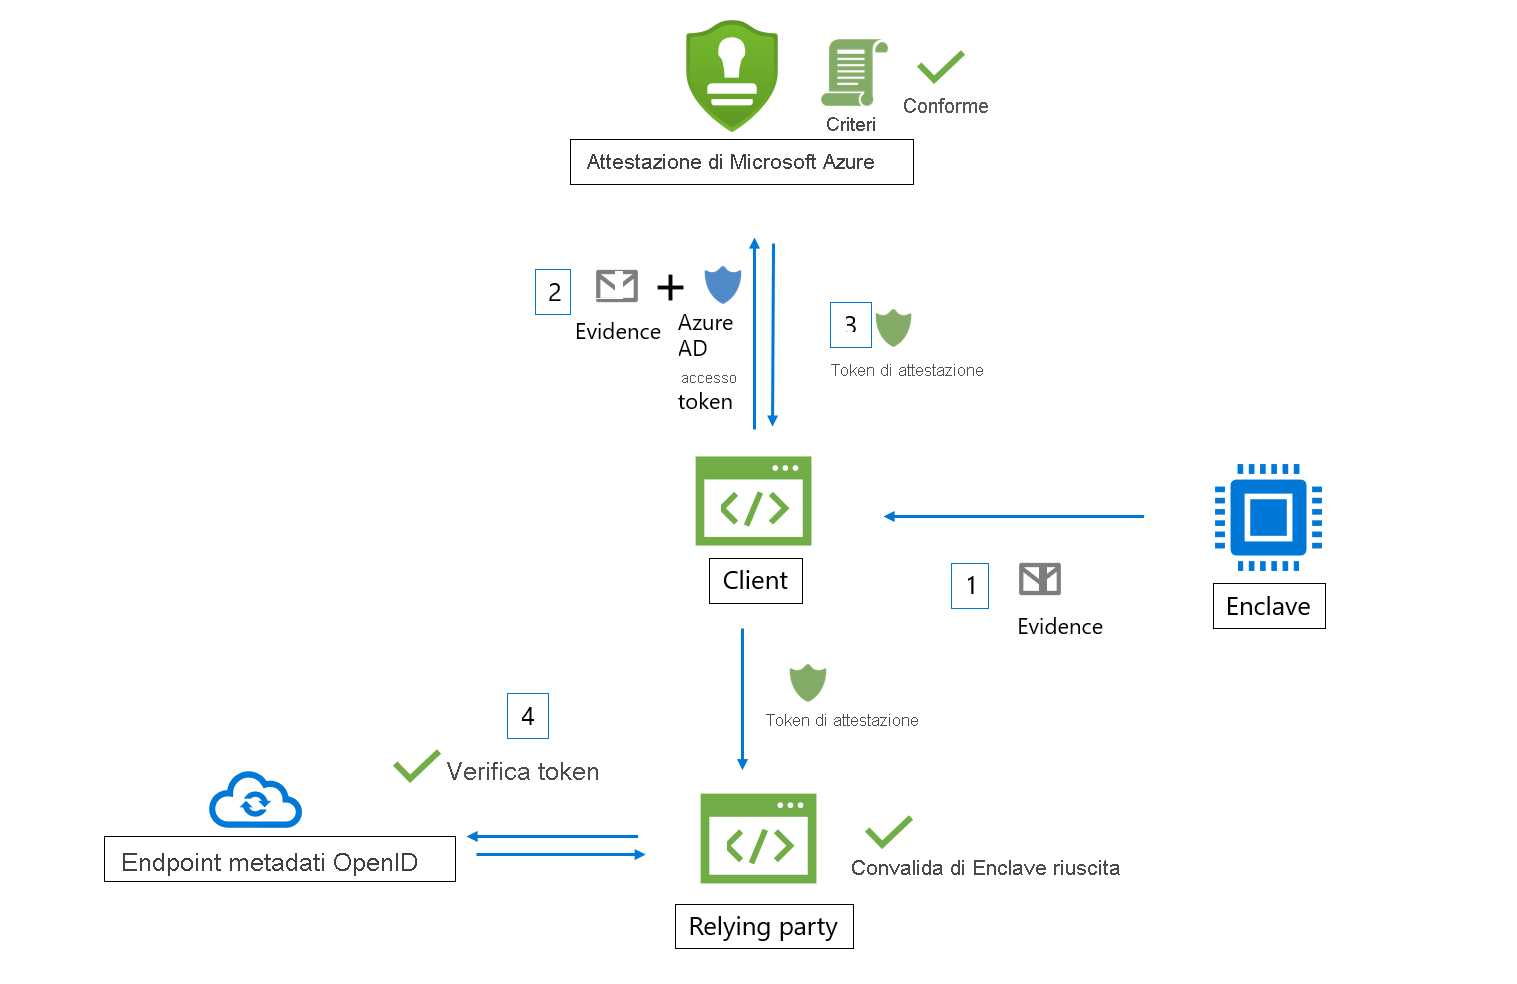 Criteri
Conforme
Attestazione di Microsoft Azure
2
Evidence
Azure
AD
accesso
token
3
Token di attestazione
Client
1
Evidence
Enclave
Token di attestazione
4
Verifica token
Endpoint metadati OpenID
Convalida di Enclave riuscita
Relying party